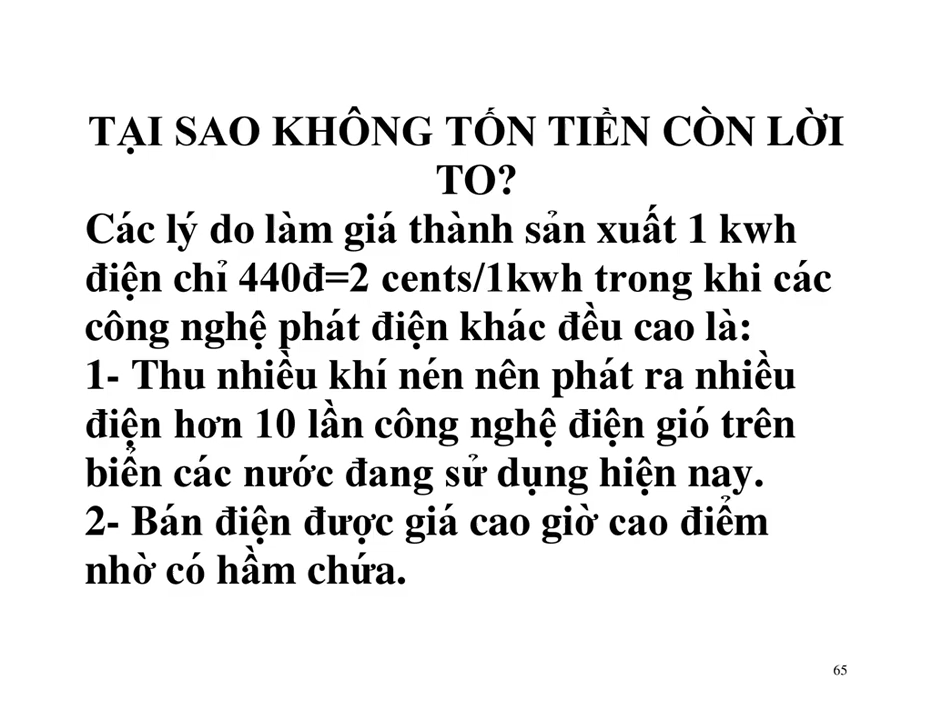 TẠI SAO KHÔNG TỐN TIỀN CÒN LỜI
TO?
Các lý do làm giá thành sản xuất 1 kwh
điện chỉ 440đ=2 cents/1kwh trong khi các
công nghệ phát điện khác đều cao là:
1- Thu nhiều khí nén nên phát ra nhiều
điện hơn 10 lần công nghệ điện gió trên
biển các nước đang sử dụng hiện nay.
2- Bán điện được giá cao giờ cao điểm
nhờ có hầm chứa.
65